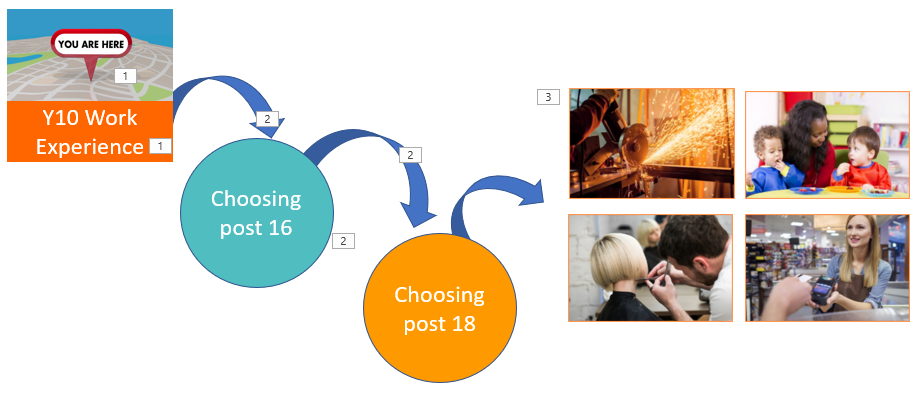 YOU ARE HERE
1
Y10 Work
Experience
1
2
Choosing
post 16
2
2
Choosing
post 18
3